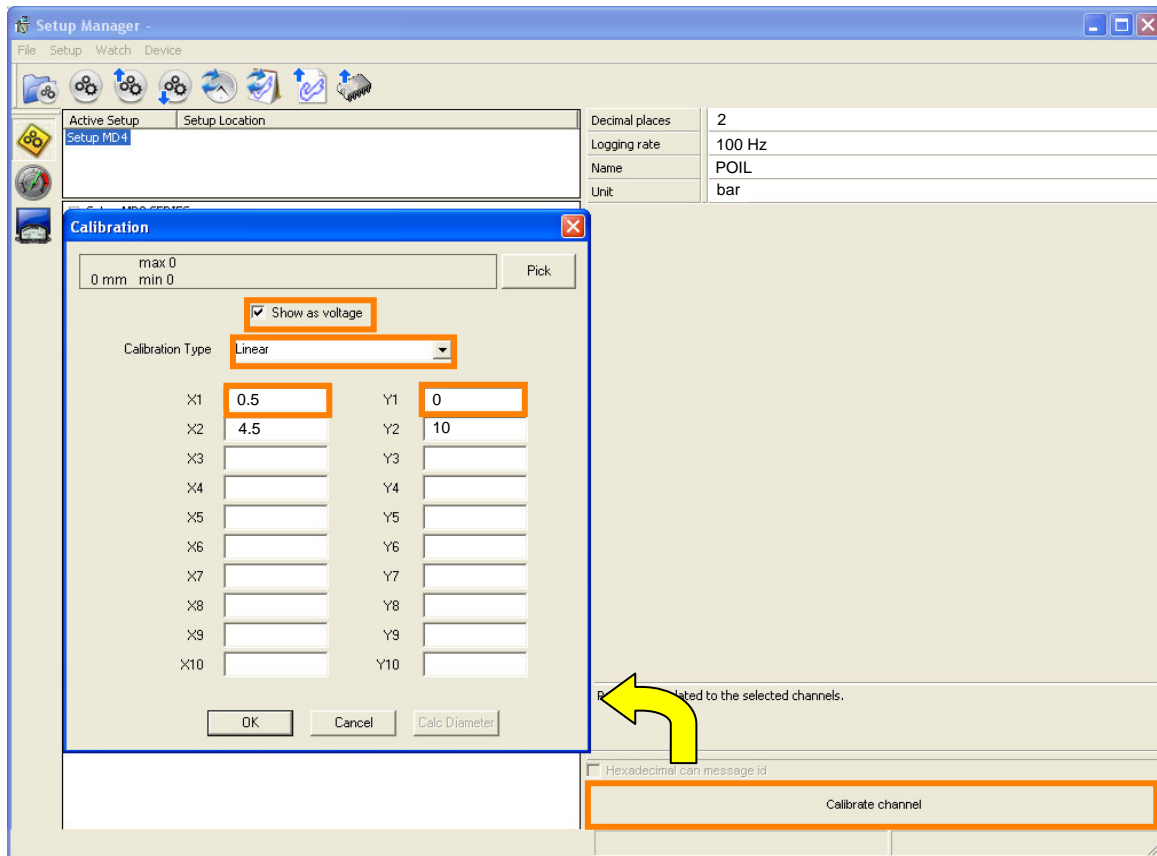 Setup Manager -
File Setup Watch Device
Active Setup Setup Location
Setup MD4
Decimal places 2
Logging rate 100 Hz
Name POIL
Unit bar
Calibration
max 0
0 mm min 0
Pick
Show as voltage
Calibration Type Linear
X1 0.5 Y1 0
X2 4.5 Y2 10
X3 Y3
X4 Y4
X5 Y5
X6 Y6
X7 Y7
X8 Y8
X9 Y9
X10 Y10
OK Cancel Calc Diameter
to the selected channels.
Hexadecimal can message id
Calibrate channel